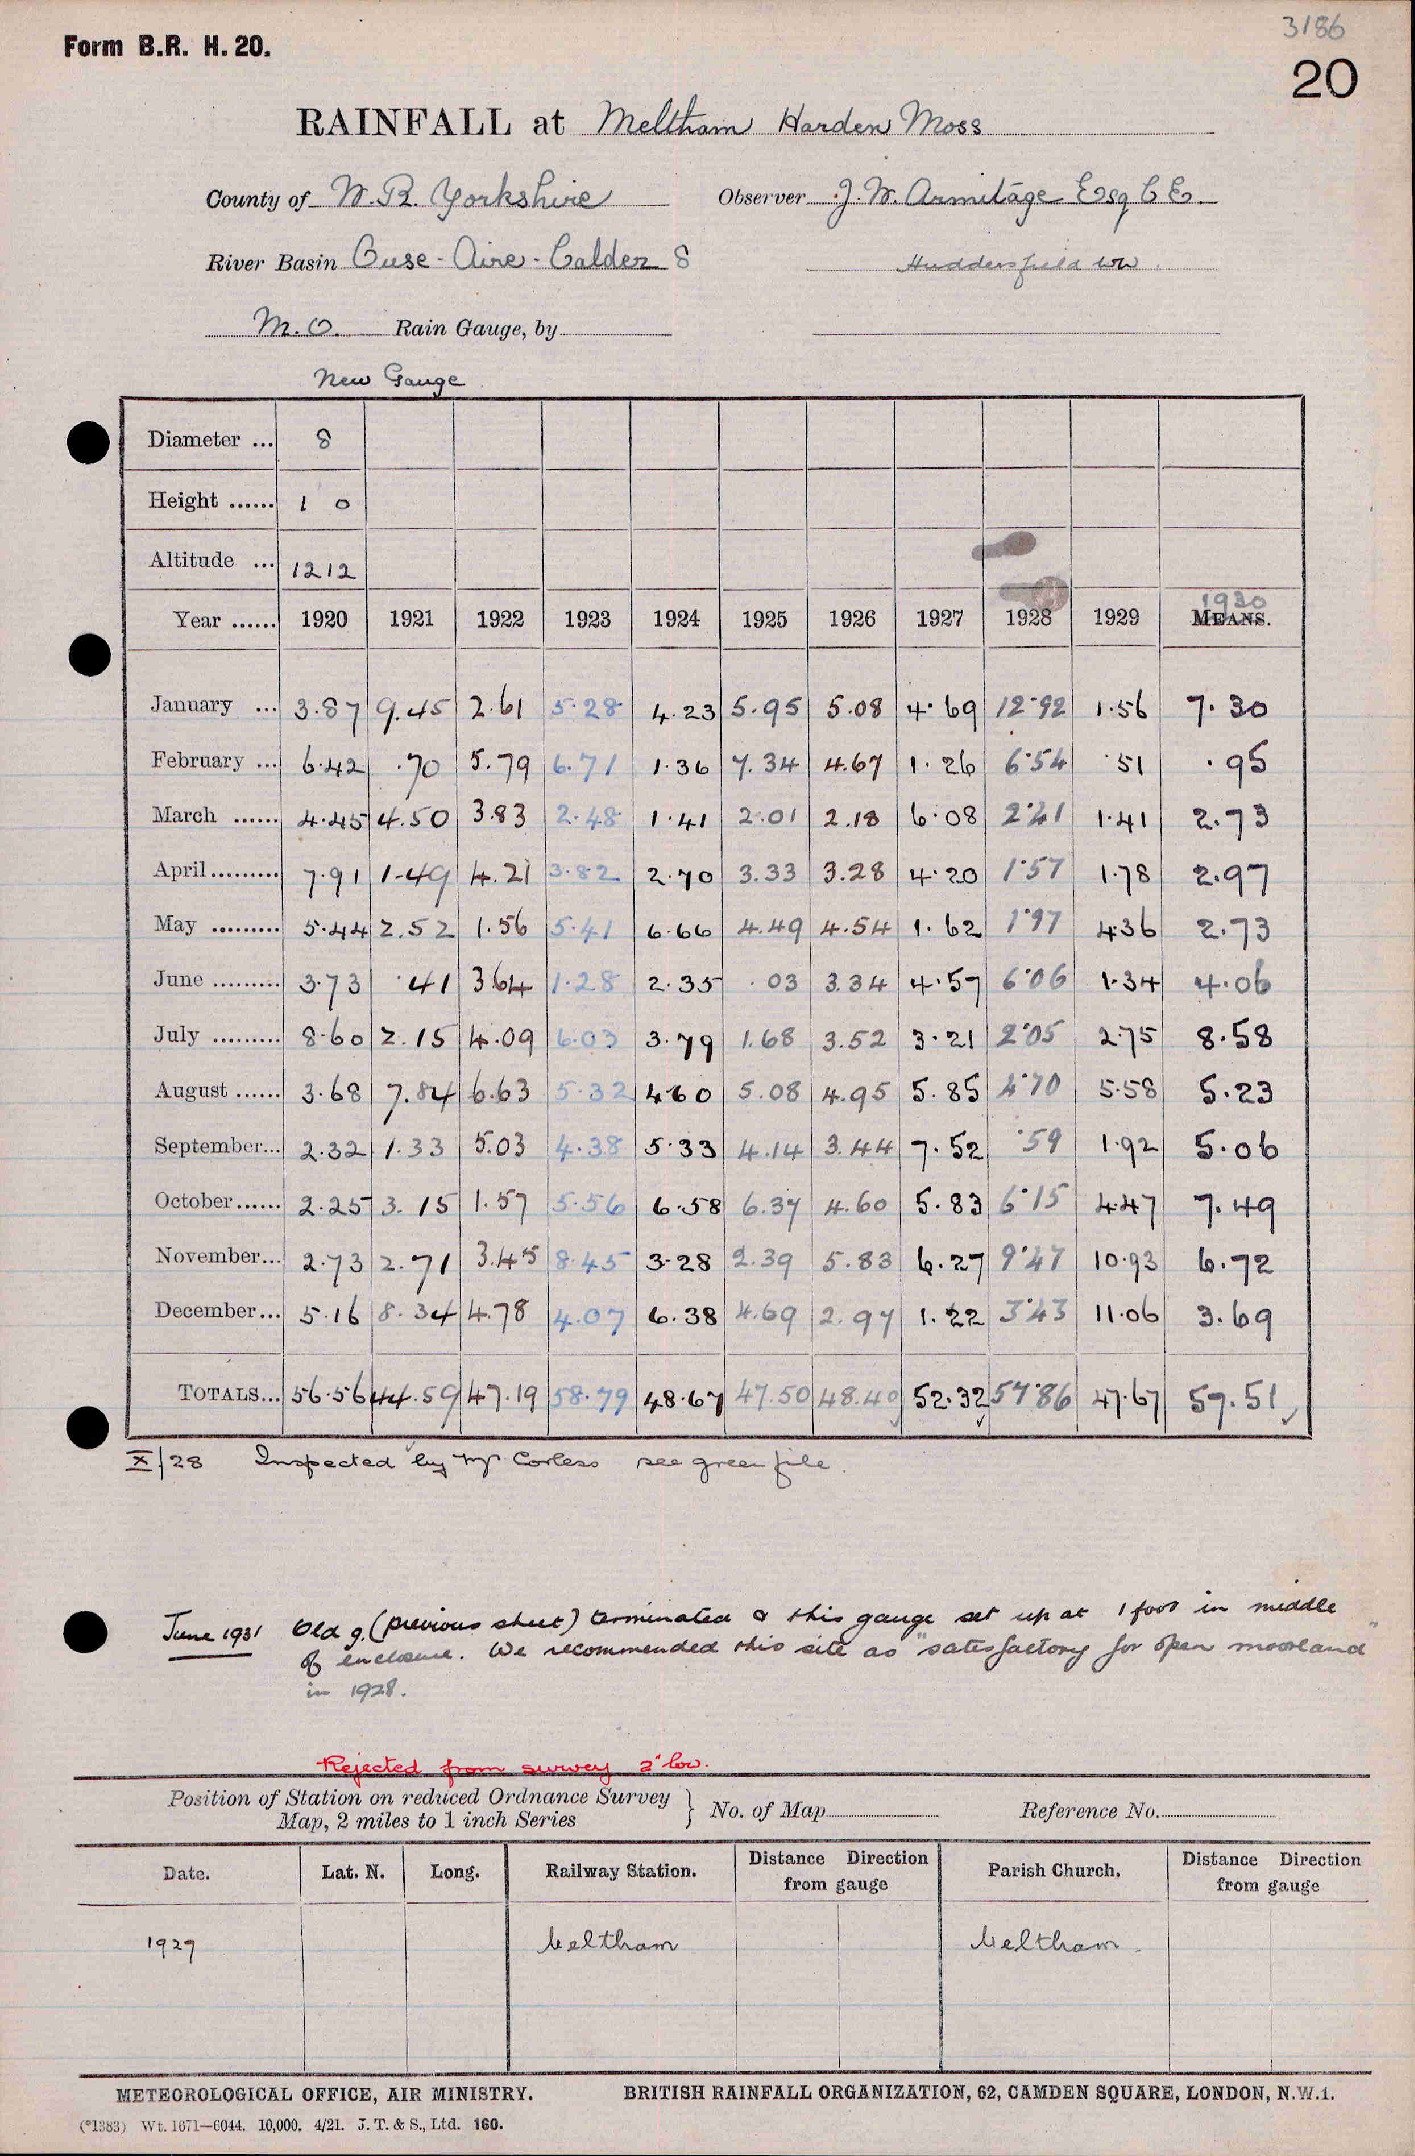 3186
Form B.R. H. 20.
20
RAINFALL at Meltham Harden Moss
County of W.R. Yorkshire Observer J. W. Armitage Esq C E.
River Basin Ouse - Aire - Calder 8 Huddersfield WW.
M.O. Rain Gauge, by
New Gauge
Diameter ... 8
Height ...... 1 0
Altitude ... 1212
1930
Year ...... 1920 1921 1922 1923 1924 1925 1926 1927 1928 1929 MEANS.
January ... 3.87 9.45 2.61 5.28 4.23 5.95 5.08 4.69 12.92 1.56 7.30
February ... 6.42 .70 5.79 6.71 1.36 7.34 4.67 1.26 6.54 .51 .95
March ...... 4.45 4.50 3.83 2.48 1.41 2.01 2.18 6.08 2.41 1.41 2.73
April ......... 7.91 1.49 4.21 3.82 2.70 3.33 3.28 4.20 1.57 1.78 2.97
May ......... 5.44 2.52 1.56 5.41 6.66 4.49 4.54 1.62 1.97 4.36 2.73
June ......... 3.73 .41 3.64 1.28 2.35 .03 3.34 4.57 6.06 1.34 4.06
July ......... 8.60 2.15 4.09 6.03 3.79 1.68 3.52 3.21 2.05 2.75 8.58
August ...... 3.68 7.84 6.63 5.32 4.60 5.08 4.95 5.85 4.70 5.58 5.23
September... 2.32 1.33 5.03 4.38 5.33 4.14 3.44 7.52 .59 1.92 5.06
October ...... 2.25 3.15 1.57 5.56 6.58 6.37 4.60 5.83 6.15 4.47 7.49
November... 2.73 2.71 3.45 8.45 3.28 2.39 5.83 6.27 9.47 10.93 6.72
December... 5.16 8.34 4.78 4.07 6.38 4.69 2.97 1.22 3.43 11.06 3.69
TOTALS... 56.56 44.59 47.19 58.79 48.67 47.50 48.40 52.32 57.86 47.67 57.51
X/28 Inspected by Mr Corless see green file.
June 1931 Old g. (previous sheet) terminated & this gauge set up at 1 foot in middle
of enclosure. We recommended this site as "satisfactory for open moorland"
in 1928.
Rejected from survey 2" low.
Position of Station on reduced Ordnance Survey Map, 2 miles to 1 inch Series } No. of Map Reference No.
Date. Lat. N. Long. Railway Station. Distance Direction from gauge Parish Church. Distance Direction from gauge
1927 Meltham Meltham
METEOROLOGICAL OFFICE, AIR MINISTRY. BRITISH RAINFALL ORGANIZATION, 62, CAMDEN SQUARE, LONDON, N.W.1.
(*1383) Wt. 1671—6044. 10,000. 4/21. J. T. & S., Ltd. 160.